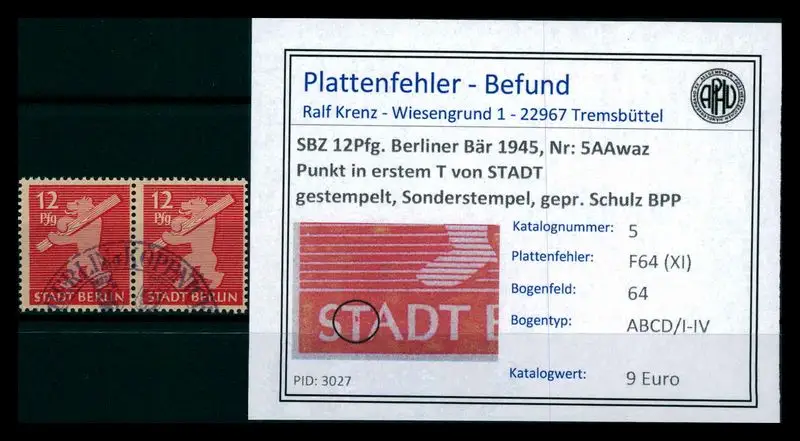 12 12
Pfg Pfg
STADT BERLIN STADT BERLIN
Plattenfehler - Befund
Ralf Krenz - Wiesengrund 1 - 22967 Tremsbüttel
SBZ 12Pfg. Berliner Bär 1945, Nr: 5AAwaz
Punkt in erstem T von STADT
gestempelt, Sonderstempel, gepr. Schulz BPP
STADT B
Katalognummer: 5
Plattenfehler: F64 (XI)
Bogenfeld: 64
Bogentyp: ABCD/I-IV
Katalogwert: 9 Euro
PID: 3027